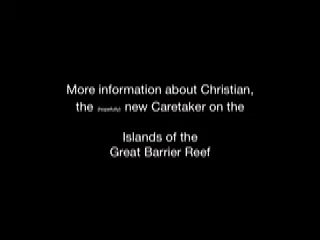 More information about Christian,
the (hopefully) new Caretaker on the
Islands of the
Great Barrier Reef